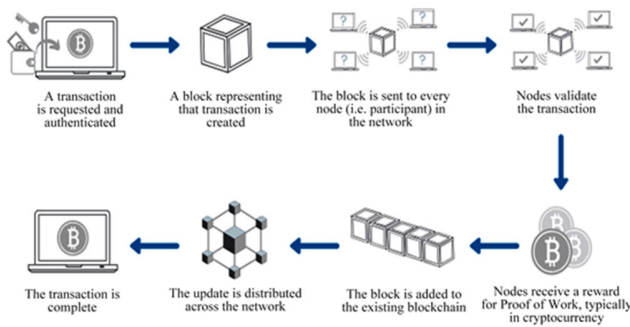 A transaction
is requested and
authenticated
A block representing
that transaction is
created
The block is sent to every
node (i.e. participant) in
the network
Nodes validate
the transaction
The transaction is
complete
The update is distributed
across the network
The block is added to
the existing blockchain
Nodes receive a reward
for Proof of Work, typically
in cryptocurrency